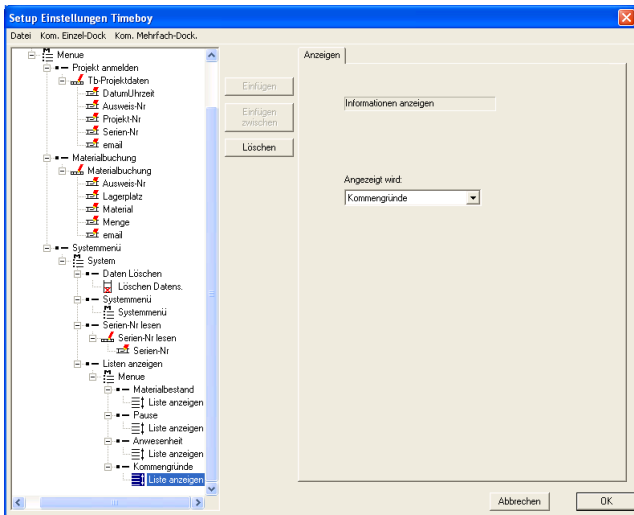 Setup Einstellungen Timeboy
Datei Kom. Einzel-Dock Kom. Mehrfach-Dock.
Menue
Projekt anmelden
Tb-Projektdaten
DatumUhrzeit
Ausweis-Nr
Projekt-Nr
Serien-Nr
email
Materialbuchung
Materialbuchung
Ausweis-Nr
Lagerplatz
Material
Menge
email
Systemmenü
System
Daten Löschen
Löschen Datens.
Systemmenü
Systemmenü
Serien-Nr lesen
Serien-Nr lesen
Serien-Nr
Listen anzeigen
Menue
Materialbestand
Liste anzeigen
Pause
Liste anzeigen
Anwesenheit
Liste anzeigen
Kommengründe
Liste anzeigen
Einfügen
Einfügen
zwischen
Löschen
Anzeigen
Informationen anzeigen
Angezeigt wird:
Kommengründe
Abbrechen
OK